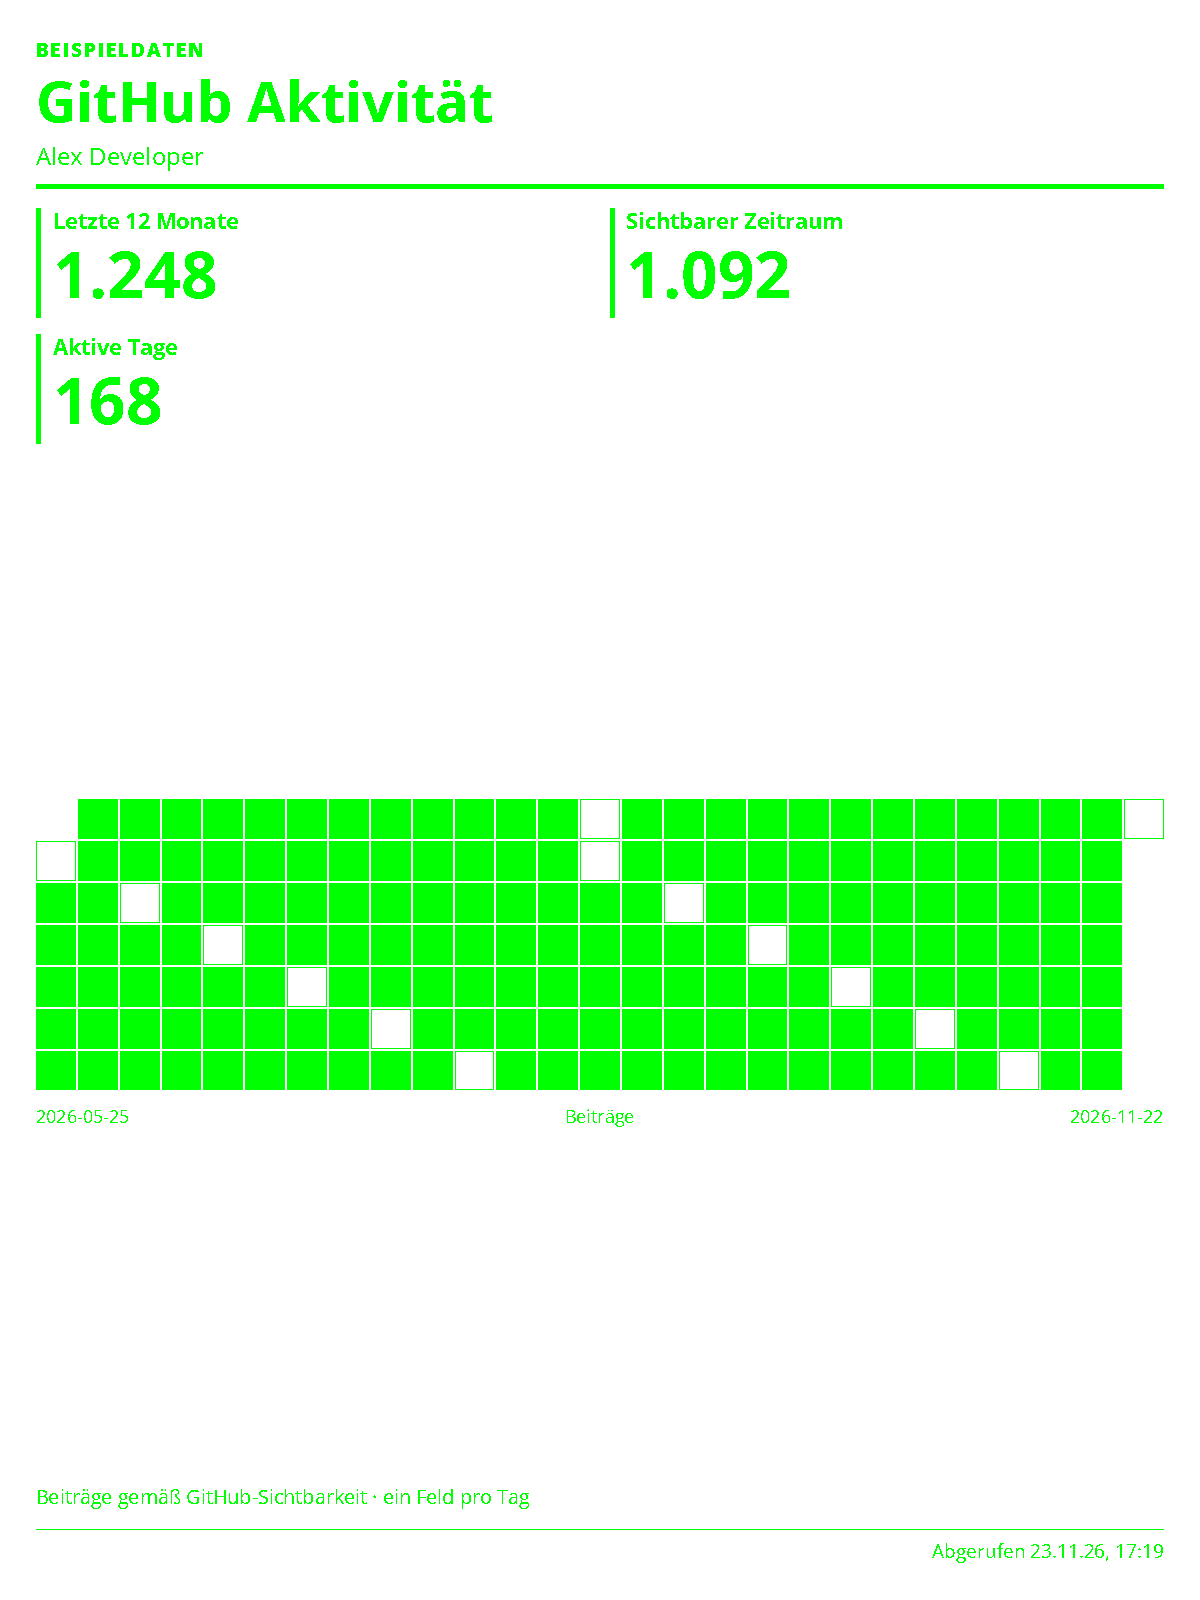 BEISPIELDATEN
GitHub Aktivität
Alex Developer
Letzte 12 Monate
1.248
Sichtbarer Zeitraum
1.092
Aktive Tage
168
2026-05-25
Beiträge
2026-11-22
Beiträge gemäß GitHub-Sichtbarkeit · ein Feld pro Tag
Abgerufen 23.11.26, 17:19